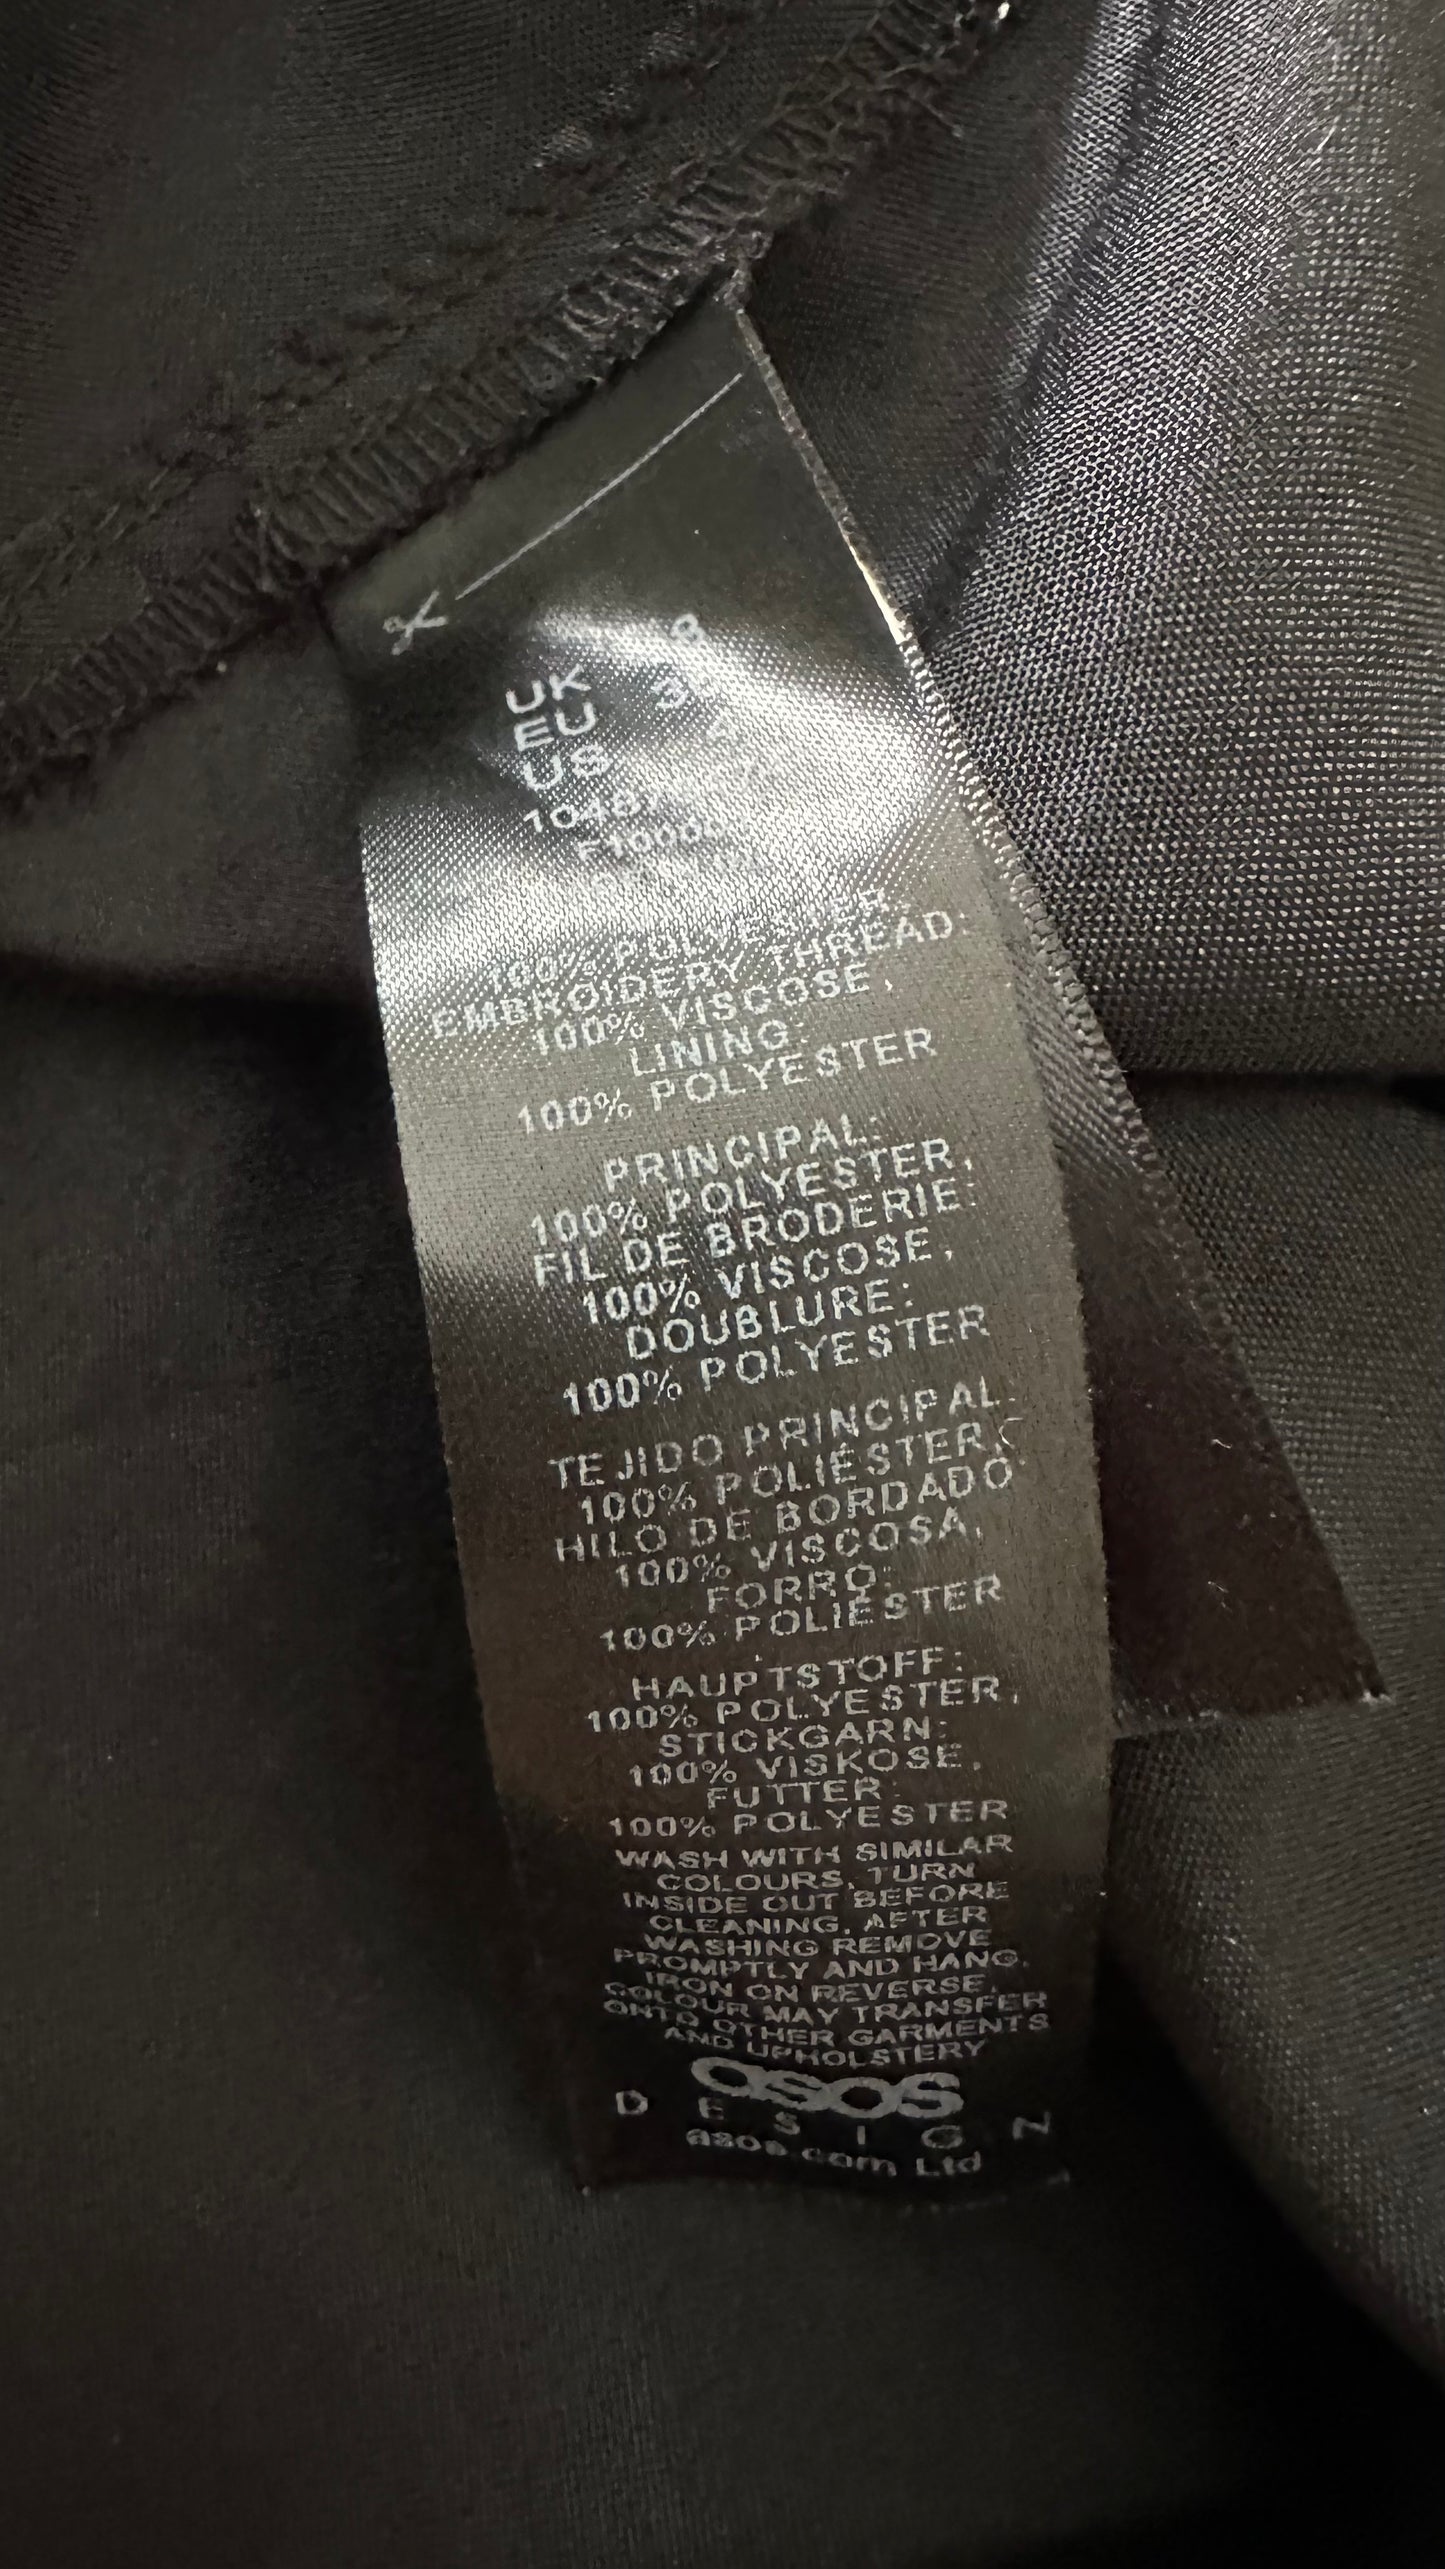 UK 8
EU
US
100% POLYESTER
EMBROIDERY THREAD:
100% VISCOSE,
LINING:
100% POLYESTER
PRINCIPAL:
100% POLYESTER,
FIL DE BRODERIE:
100% VISCOSE,
DOUBLURE:
100% POLYESTER
TEJIDO PRINCIPAL:
100% POLIÉSTER,
HILO DE BORDADO:
100% VISCOSA,
FORRO:
100% POLIÉSTER
HAUPTSTOFF:
100% POLYESTER,
STICKGARN:
100% VISKOSE,
FUTTER:
100% POLYESTER
WASH WITH SIMILAR
COLOURS, TURN
INSIDE OUT BEFORE
CLEANING, AFTER
WASHING REMOVE
PROMPTLY AND HANG,
IRON ON REVERSE,
COLOUR MAY TRANSFER
ONTO OTHER GARMENTS
AND UPHOLSTERY
asos
DESIGN
asos.com Ltd